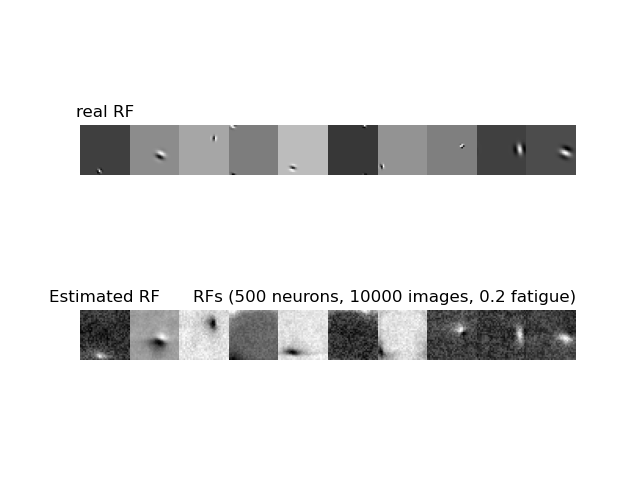 real RF
Estimated RF
RFs (500 neurons, 10000 images, 0.2 fatigue)